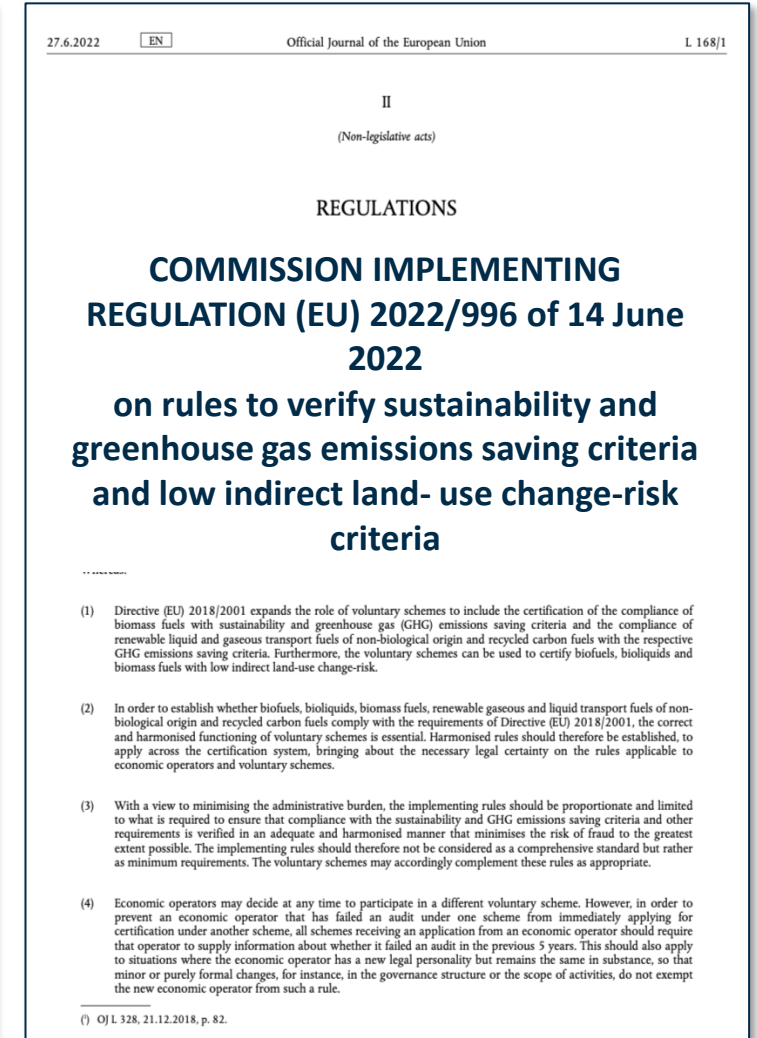 27.6.2022 EN Official Journal of the European Union L 168/1
II
(Non-legislative acts)
REGULATIONS
COMMISSION IMPLEMENTING
REGULATION (EU) 2022/996 of 14 June
2022
on rules to verify sustainability and
greenhouse gas emissions saving criteria
and low indirect land- use change-risk
criteria
(1) Directive (EU) 2018/2001 expands the role of voluntary schemes to include the certification of the compliance of
biomass fuels with sustainability and greenhouse gas (GHG) emissions saving criteria and the compliance of
renewable liquid and gaseous transport fuels of non-biological origin and recycled carbon fuels with the respective
GHG emissions saving criteria. Furthermore, the voluntary schemes can be used to certify biofuels, bioliquids and
biomass fuels with low indirect land-use change-risk.
(2) In order to establish whether biofuels, bioliquids, biomass fuels, renewable gaseous and liquid transport fuels of non-
biological origin and recycled carbon fuels comply with the requirements of Directive (EU) 2018/2001, the correct
and harmonised functioning of voluntary schemes is essential. Harmonised rules should therefore be established, to
apply across the certification system, bringing about the necessary legal certainty on the rules applicable to
economic operators and voluntary schemes.
(3) With a view to minimising the administrative burden, the implementing rules should be proportionate and limited
to what is required to ensure that compliance with the sustainability and GHG emissions saving criteria and other
requirements is verified in an adequate and harmonised manner that minimises the risk of fraud to the greatest
extent possible. The implementing rules should therefore not be considered as a comprehensive standard but rather
as minimum requirements. The voluntary schemes may accordingly complement these rules as appropriate.
(4) Economic operators may decide at any time to participate in a different voluntary scheme. However, in order to
prevent an economic operator that has failed an audit under one scheme from immediately applying for
certification under another scheme, all schemes receiving an application from an economic operator should require
that operator to supply information about whether it failed an audit in the previous 5 years. This should also apply
to situations where the economic operator has a new legal personality but remains the same in substance, so that
minor or purely formal changes, for instance, in the governance structure or the scope of activities, do not exempt
the new economic operator from such a rule.
(¹) OJ L 328, 21.12.2018, p. 82.